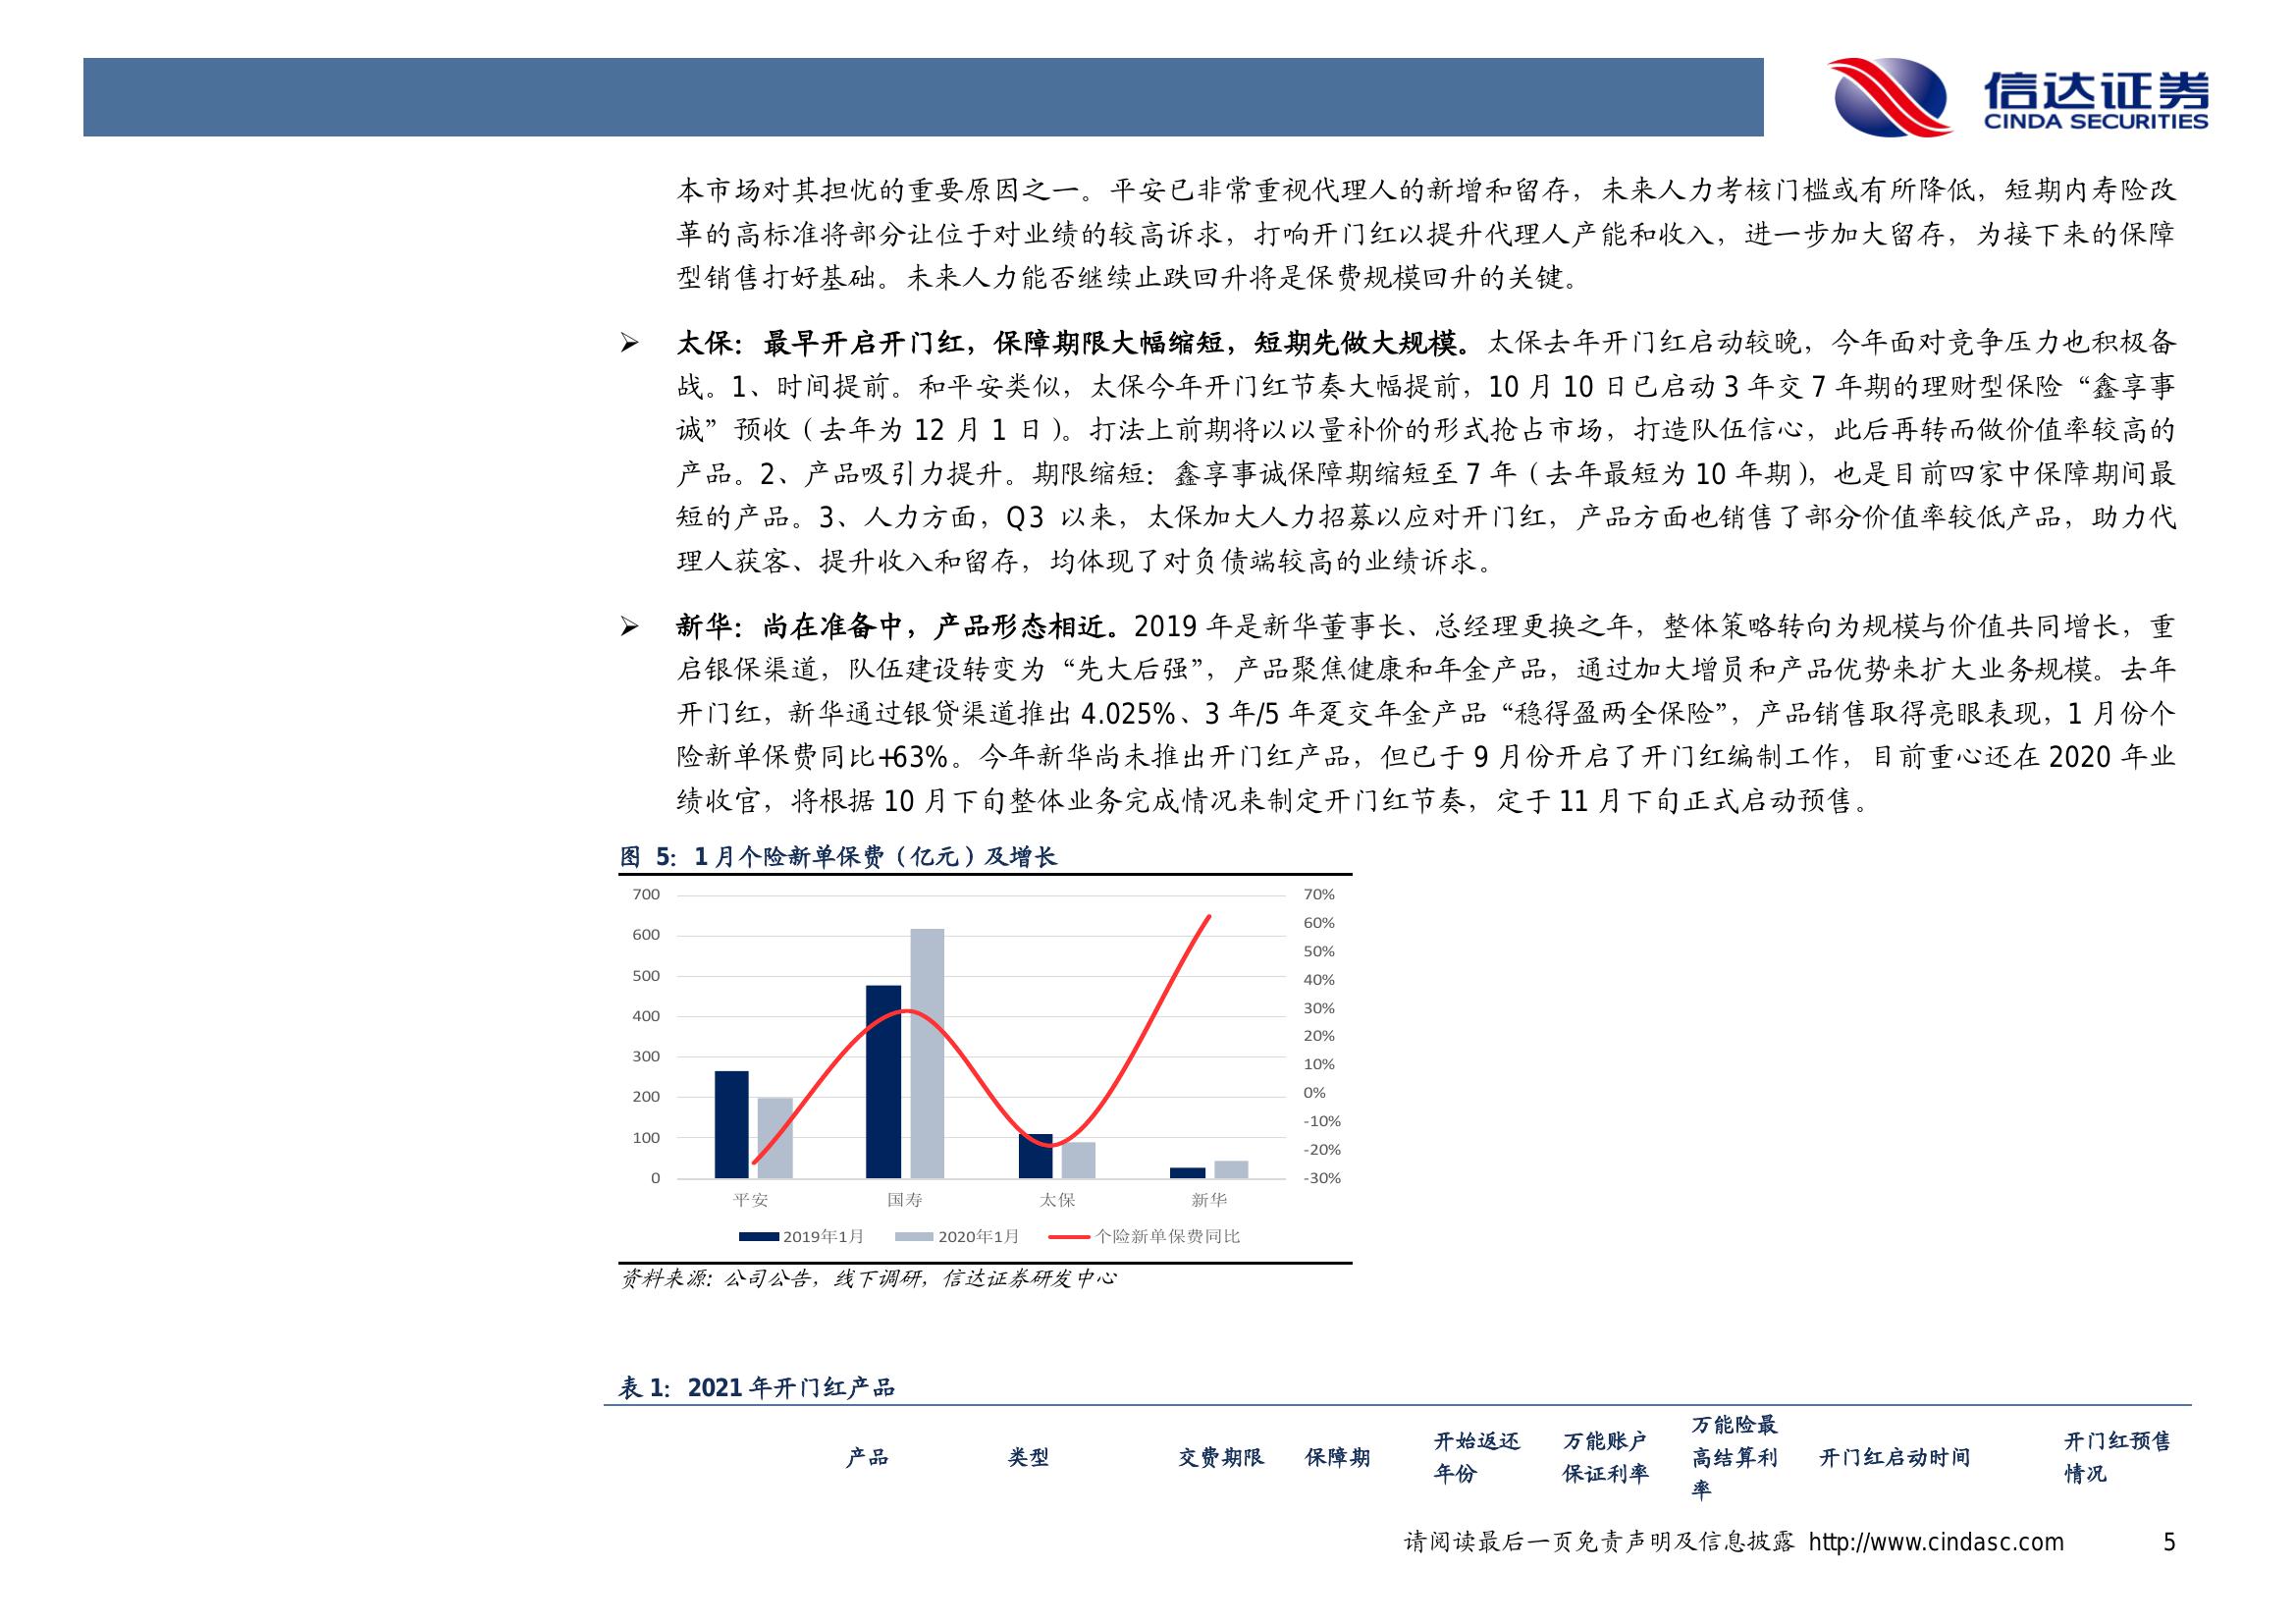 信达证券
CINDA SECURITIES
本市场对其担忧的重要原因之一。平安已非常重视代理人的新增和留存，未来人力考核门槛或有所降低，短期内寿险改
革的高标准将部分让位于对业绩的较高诉求，打响开门红以提升代理人产能和收入，进一步加大留存，为接下来的保障
型销售打好基础。未来人力能否继续止跌回升将是保费规模回升的关键。
➢ 太保：最早开启开门红，保障期限大幅缩短，短期先做大规模。太保去年开门红启动较晚，今年面对竞争压力也积极备
战。1、时间提前。和平安类似，太保今年开门红节奏大幅提前，10 月 10 日已启动 3 年交 7 年期的理财型保险“鑫享事
诚”预收（去年为 12 月 1 日）。打法上前期将以以量补价的形式抢占市场，打造队伍信心，此后再转而做价值率较高的
产品。2、产品吸引力提升。期限缩短：鑫享事诚保障期缩短至 7 年（去年最短为 10 年期），也是目前四家中保障期间最
短的产品。3、人力方面，Q3 以来，太保加大人力招募以应对开门红，产品方面也销售了部分价值率较低产品，助力代
理人获客、提升收入和留存，均体现了对负债端较高的业绩诉求。
➢ 新华：尚在准备中，产品形态相近。2019 年是新华董事长、总经理更换之年，整体策略转向为规模与价值共同增长，重
启银保渠道，队伍建设转变为“先大后强”，产品聚焦健康和年金产品，通过加大增员和产品优势来扩大业务规模。去年
开门红，新华通过银贷渠道推出 4.025%、3 年/5 年趸交年金产品“稳得盈两全保险”，产品销售取得亮眼表现，1 月份个
险新单保费同比+63%。今年新华尚未推出开门红产品，但已于 9 月份开启了开门红编制工作，目前重心还在 2020 年业
绩收官，将根据 10 月下旬整体业务完成情况来制定开门红节奏，定于 11 月下旬正式启动预售。
图 5：1 月个险新单保费（亿元）及增长
700 70%
60%
600
50%
500 40%
400 30%
20%
300
10%
200 0%
-10%
100
-20%
0 -30%
平安 国寿 太保 新华
2019年1月 2020年1月 个险新单保费同比
资料来源：公司公告，线下调研，信达证券研发中心
表 1：2021 年开门红产品
产品 类型 交费期限 保障期 开始返还年份 万能账户保证利率 万能险最高结算利率 开门红启动时间 开门红预售情况
请阅读最后一页免责声明及信息披露 http://www.cindasc.com 5